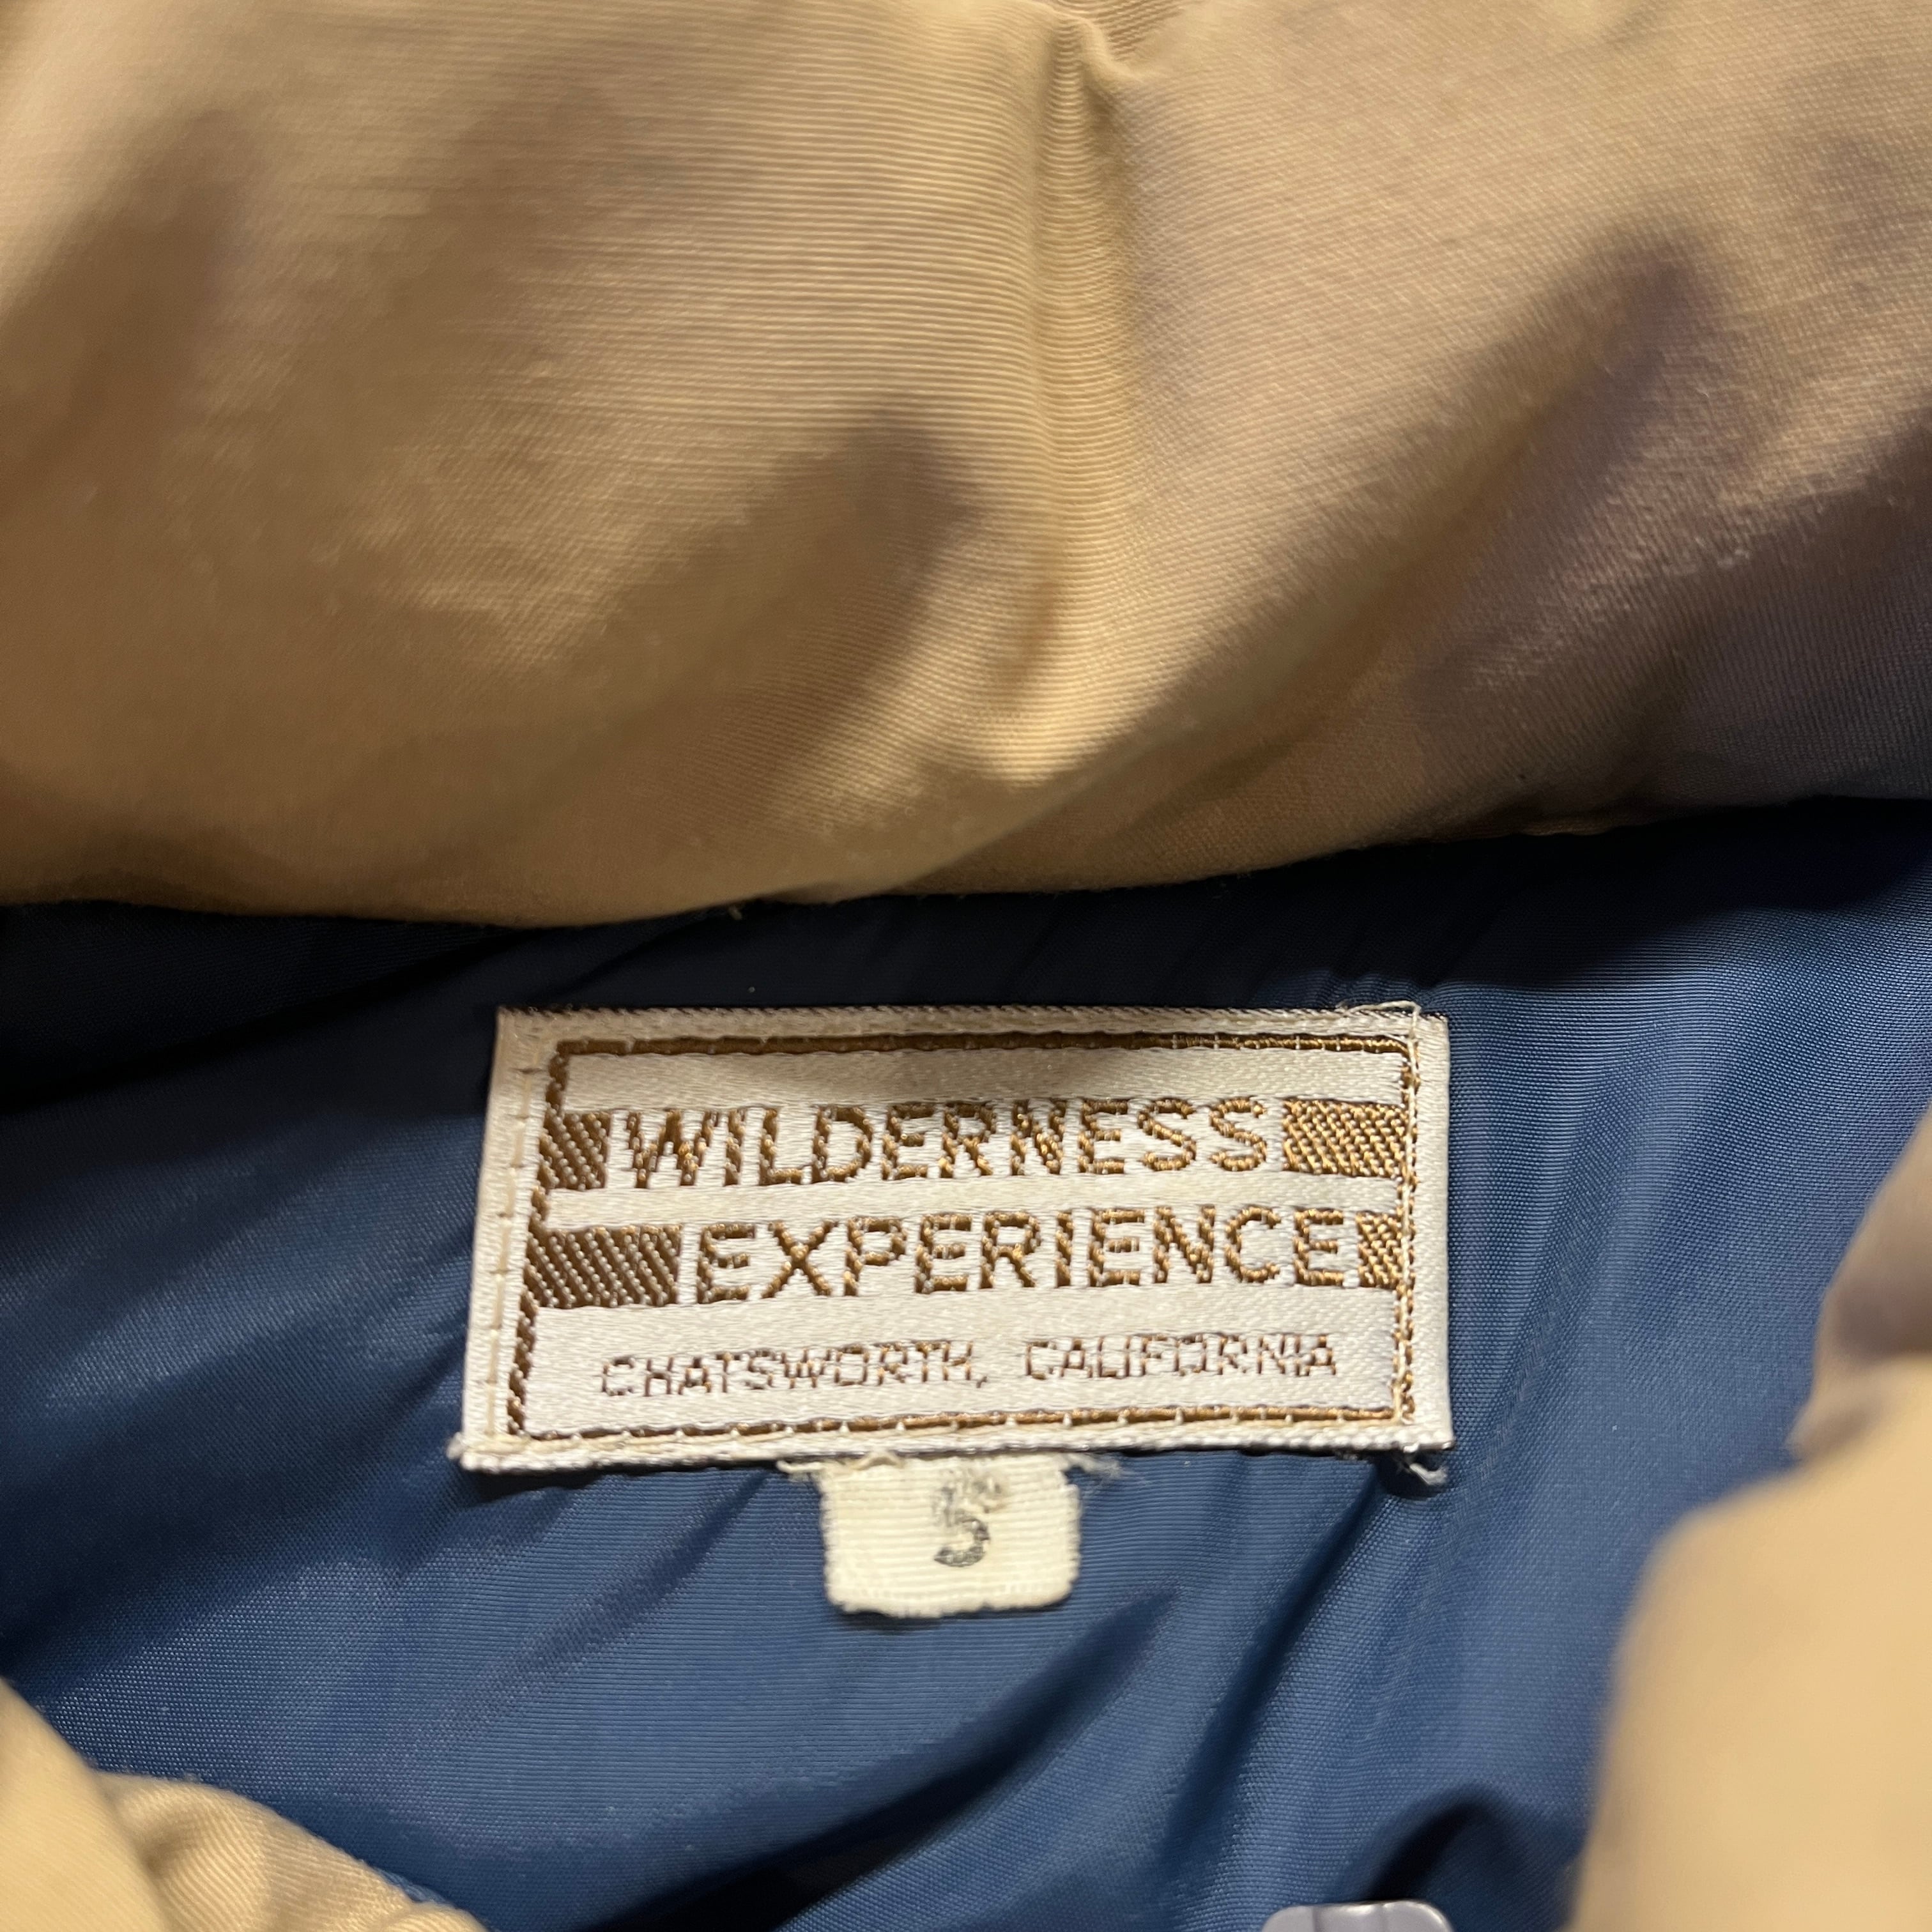 WILDERNESS
EXPERIENCE
CHATSWORTH, CALIFORNIA
S